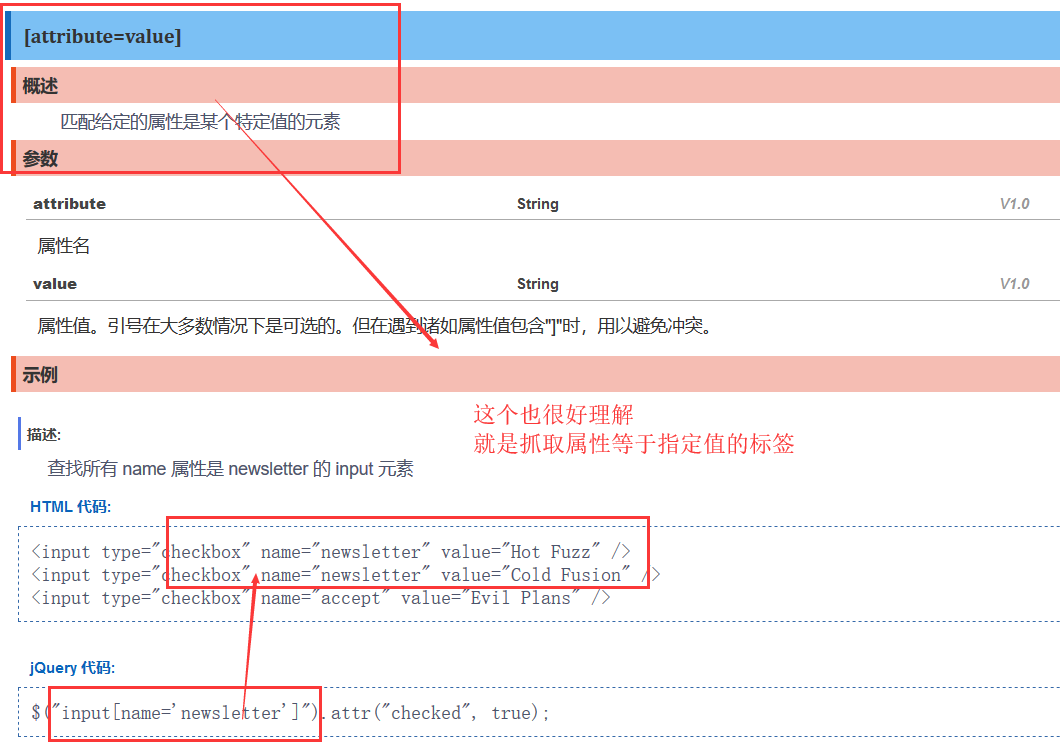 [attribute=value]
概述
匹配给定的属性是某个特定值的元素
参数
attribute String V1.0
属性名
value String V1.0
属性值。引号在大多数情况下是可选的。但在遇到诸如属性值包含"]"时，用以避免冲突。
示例
这个也很好理解
就是抓取属性等于指定值的标签
描述:
查找所有 name 属性是 newsletter 的 input 元素
HTML 代码:
<input type="checkbox" name="newsletter" value="Hot Fuzz" />
<input type="checkbox" name="newsletter" value="Cold Fusion" />
<input type="checkbox" name="accept" value="Evil Plans" />
jQuery 代码:
$("input[name='newsletter']").attr("checked", true);